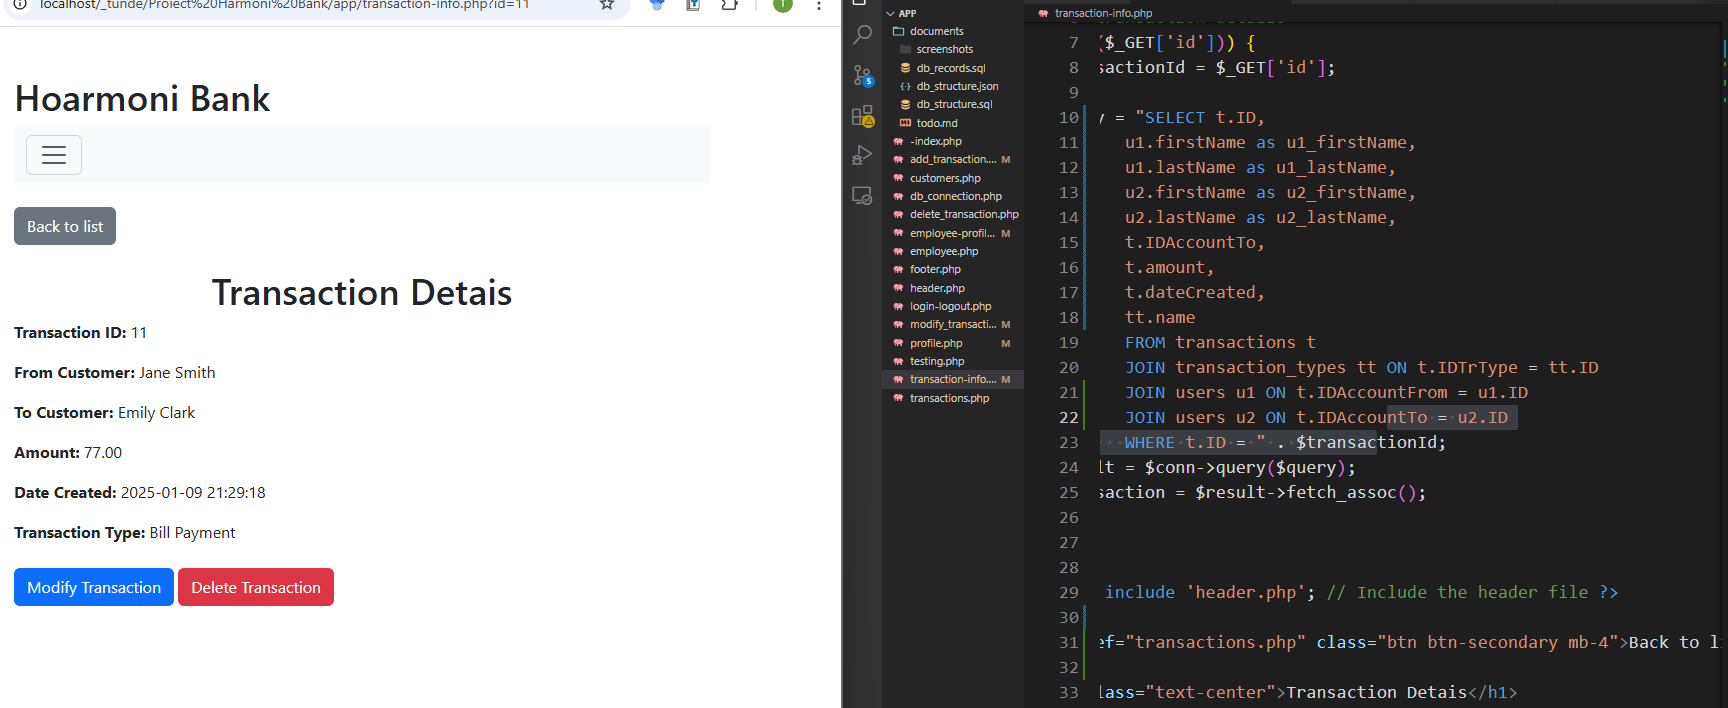 localhost/_tunde/Proiect%20Harmoni%20Bank/app/transaction-info.php?id=11
T
Hoarmoni Bank
Back to list
Transaction Detais
Transaction ID: 11
From Customer: Jane Smith
To Customer: Emily Clark
Amount: 77.00
Date Created: 2025-01-09 21:29:18
Transaction Type: Bill Payment
Modify Transaction Delete Transaction
5
APP
documents
screenshots
db_records.sql
db_structure.json
db_structure.sql
todo.md
-index.php
add_transaction.... M
customers.php
db_connection.php
delete_transaction.php
employee-profil... M
employee.php
footer.php
header.php
login-logout.php
modify_transacti... M
profile.php M
testing.php
transaction-info.... M
transactions.php
transaction-info.php
7 ($_GET['id'])) {
8 sactionId = $_GET['id'];
9
10 y = "SELECT t.ID,
11 u1.firstName as u1_firstName,
12 u1.lastName as u1_lastName,
13 u2.firstName as u2_firstName,
14 u2.lastName as u2_lastName,
15 t.IDAccountTo,
16 t.amount,
17 t.dateCreated,
18 tt.name
19 FROM transactions t
20 JOIN transaction_types tt ON t.IDTrType = tt.ID
21 JOIN users u1 ON t.IDAccountFrom = u1.ID
22 JOIN users u2 ON t.IDAccountTo = u2.ID
23 WHERE t.ID = " . $transactionId;
24 lt = $conn->query($query);
25 saction = $result->fetch_assoc();
26
27
28
29 include 'header.php'; // Include the header file ?>
30
31 ef="transactions.php" class="btn btn-secondary mb-4">Back to l
32
33 lass="text-center">Transaction Detais</h1>